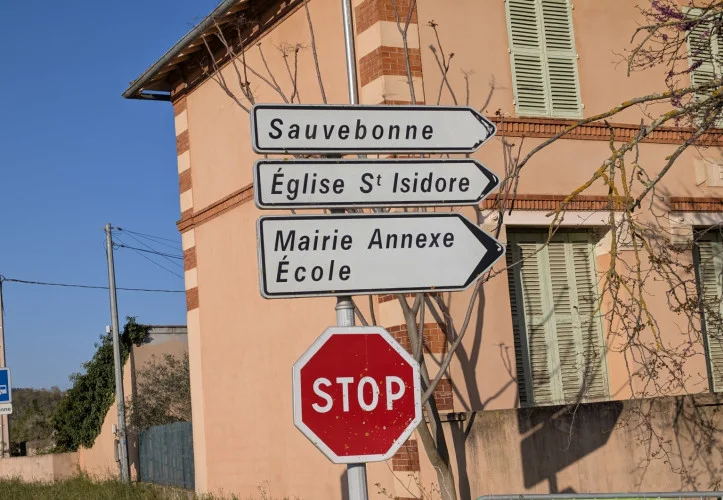 Sauvebonne
Église St Isidore
Mairie Annexe
École
STOP